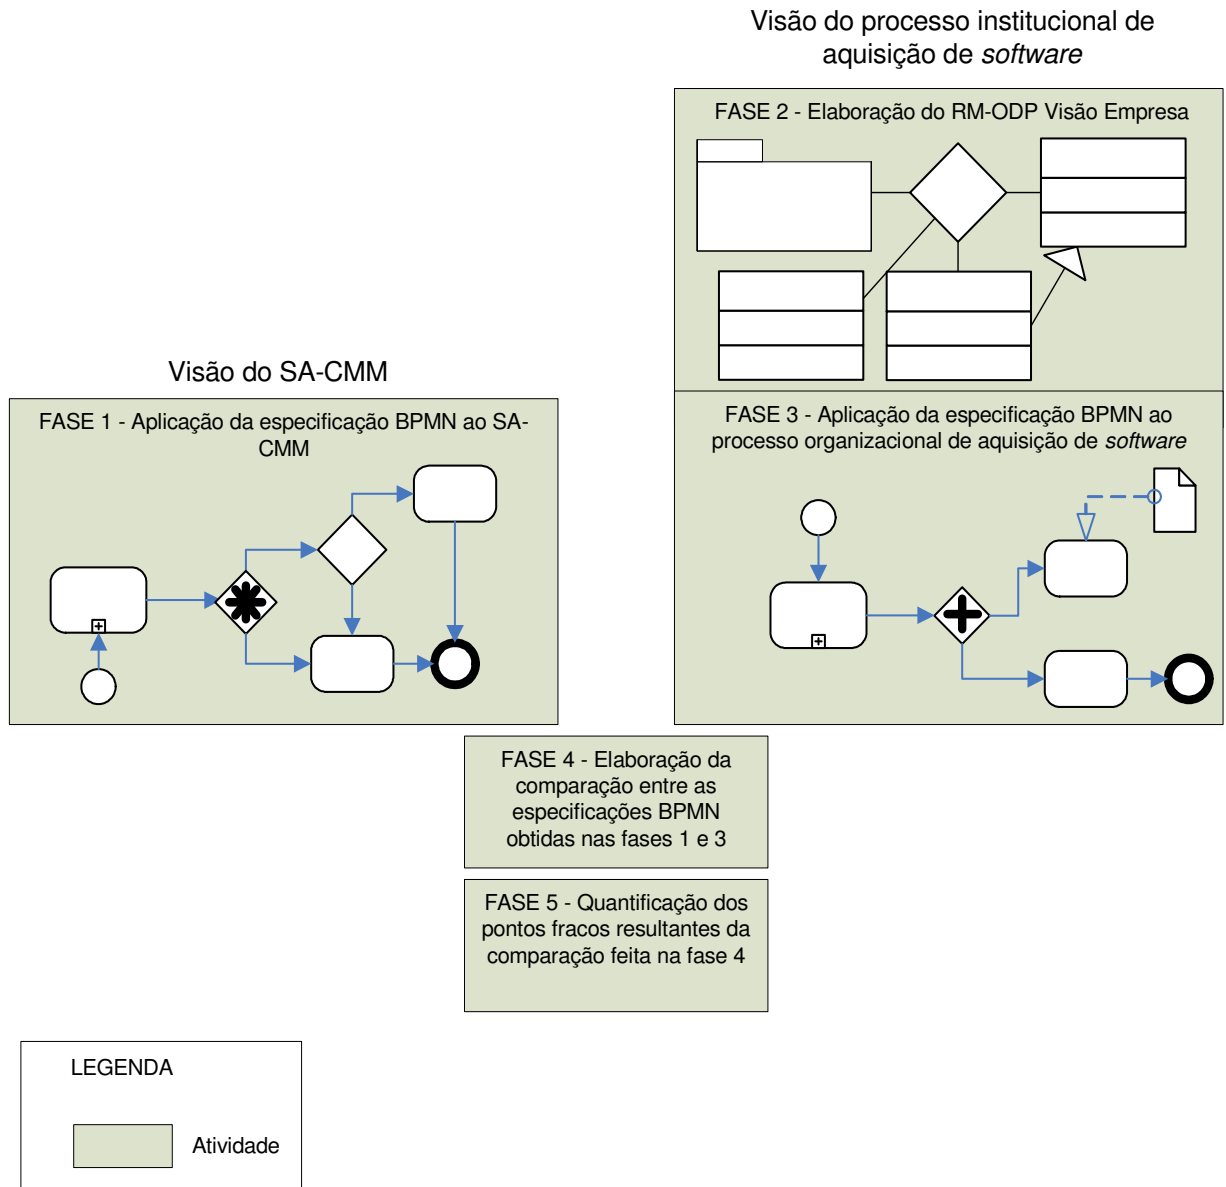 Visão do processo institucional de
aquisição de software
FASE 2 - Elaboração do RM-ODP Visão Empresa
Visão do SA-CMM
FASE 1 - Aplicação da especificação BPMN ao SA-
CMM
FASE 3 - Aplicação da especificação BPMN ao
processo organizacional de aquisição de software
FASE 4 - Elaboração da
comparação entre as
especificações BPMN
obtidas nas fases 1 e 3
FASE 5 - Quantificação dos
pontos fracos resultantes da
comparação feita na fase 4
LEGENDA
Atividade